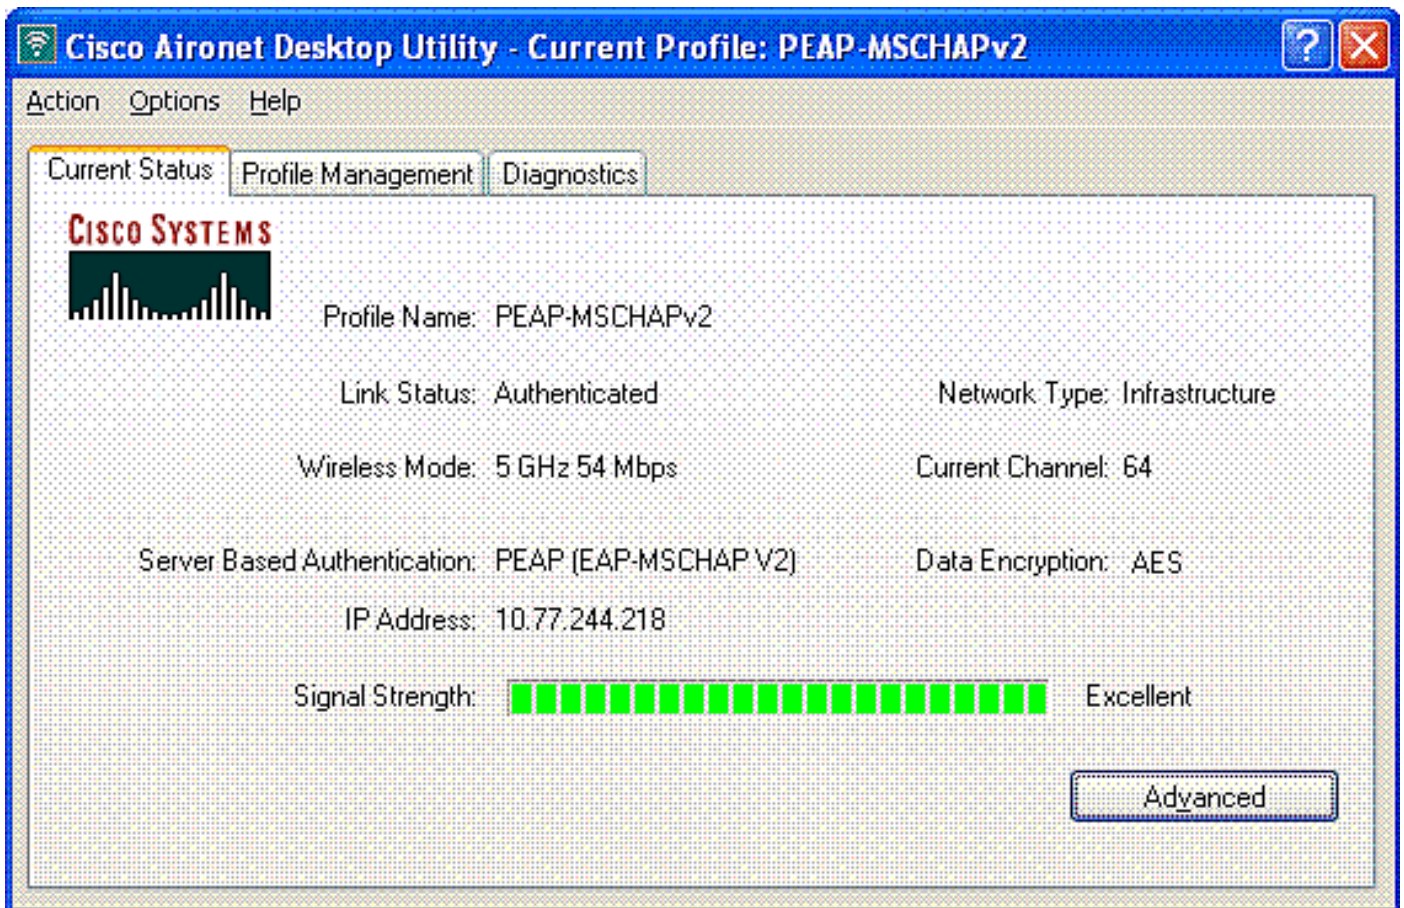 Cisco Aironet Desktop Utility - Current Profile: PEAP-MSCHAPv2
Action Options Help
Current Status Profile Management Diagnostics
CISCO SYSTEMS
Profile Name: PEAP-MSCHAPv2
Link Status: Authenticated Network Type: Infrastructure
Wireless Mode: 5 GHz 54 Mbps Current Channel: 64
Server Based Authentication: PEAP (EAP-MSCHAP V2) Data Encryption: AES
IP Address: 10.77.244.218
Signal Strength: Excellent
Advanced